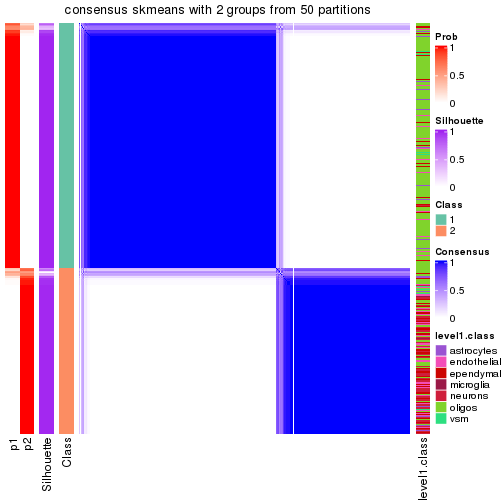 consensus skmeans with 2 groups from 50 partitions
Prob
1
0.5
0
Silhouette
1
0.5
0
Class
1
2
Consensus
1
0.5
0
level1.class
astrocytes
endothelial
ependymal
microglia
neurons
oligos
vsm
p1
p2
Silhouette
Class
level1.class